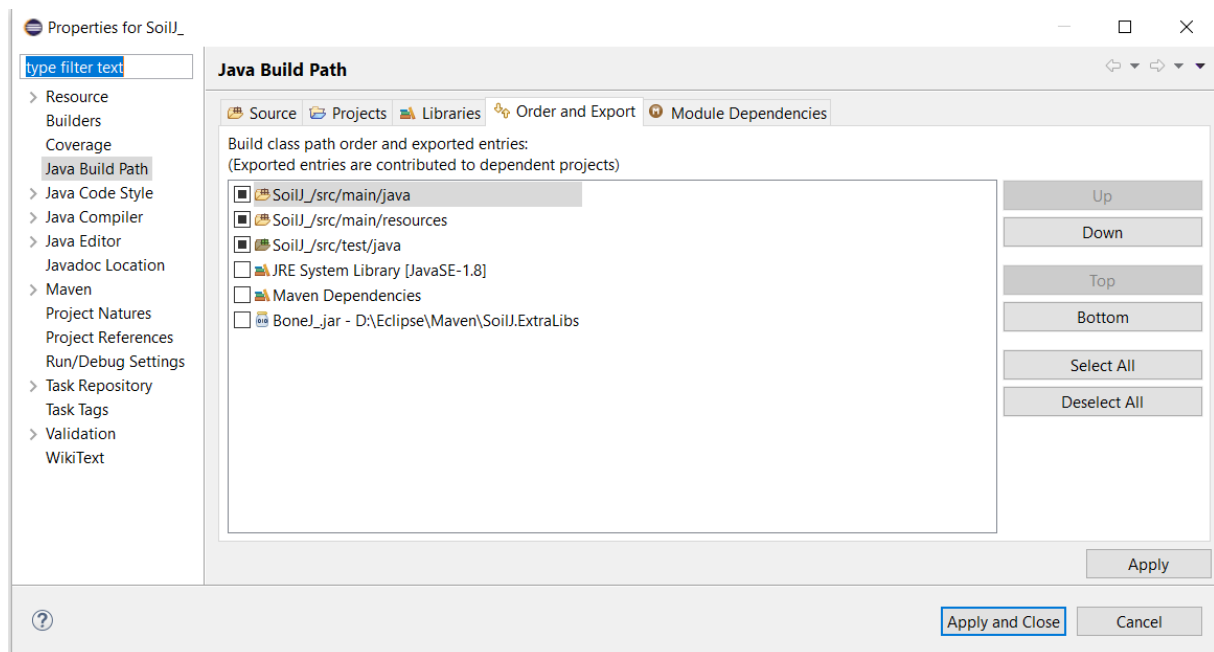 Properties for SoilJ_
type filter text
Resource
Builders
Coverage
Java Build Path
Java Code Style
Java Compiler
Java Editor
Javadoc Location
Maven
Project Natures
Project References
Run/Debug Settings
Task Repository
Task Tags
Validation
WikiText
Java Build Path
Source Projects Libraries Order and Export Module Dependencies
Build class path order and exported entries:
(Exported entries are contributed to dependent projects)
SoilJ_/src/main/java
SoilJ_/src/main/resources
SoilJ_/src/test/java
JRE System Library [JavaSE-1.8]
Maven Dependencies
BoneJ_.jar - D:\Eclipse\Maven\SoilJ.ExtraLibs
Up
Down
Top
Bottom
Select All
Deselect All
Apply
Apply and Close Cancel